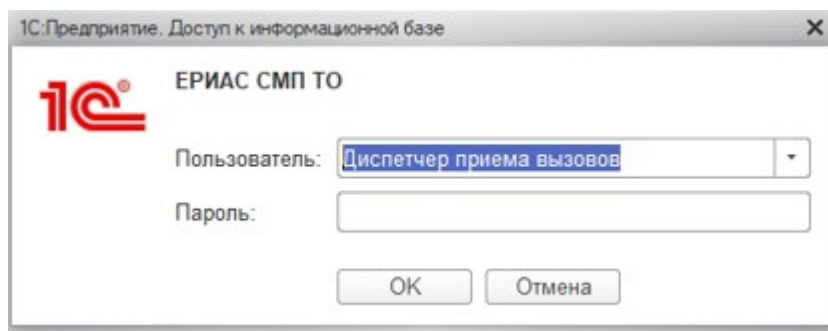 1С:Предприятие. Доступ к информационной базе
1С®
ЕРИАС СМП ТО
Пользователь: Диспетчер приема вызовов
Пароль:
OK Отмена